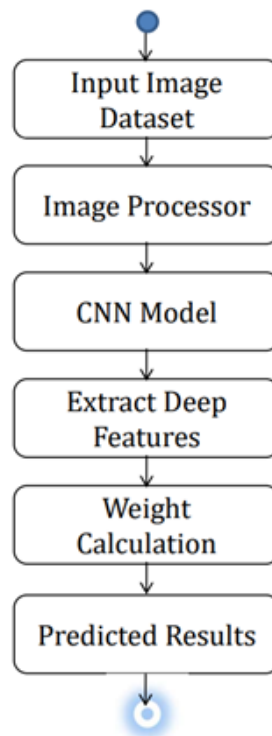 Input Image
Dataset
Image Processor
CNN Model
Extract Deep
Features
Weight
Calculation
Predicted Results